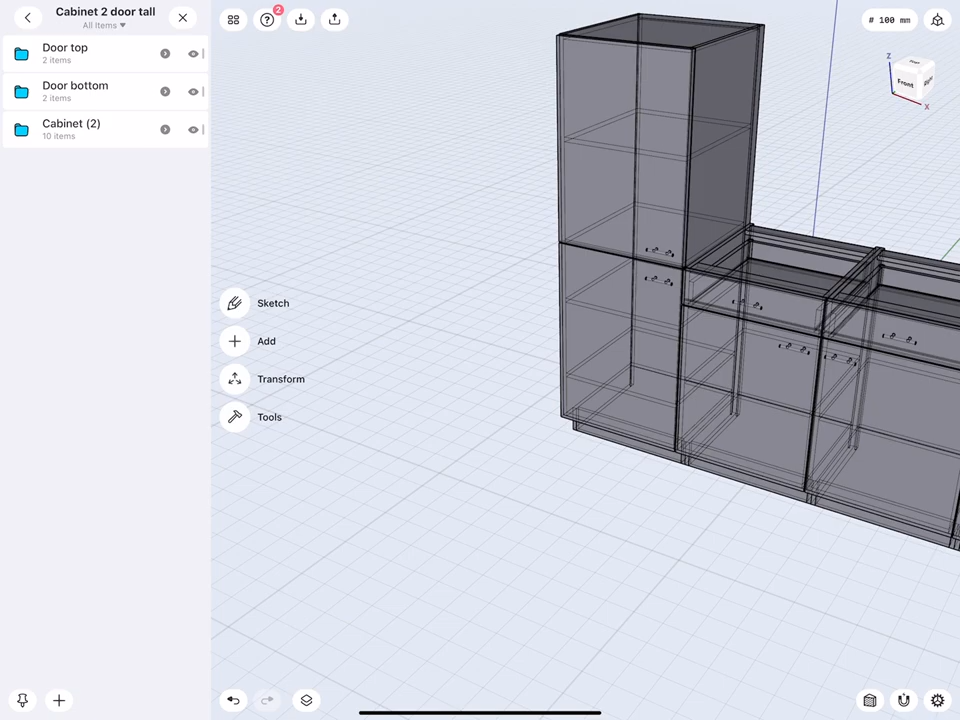 Cabinet 2 door tall
All Items ▼
Door top
2 items
Door bottom
2 items
Cabinet (2)
10 items
2
# 100 mm
Z
Front
Right
X
Sketch
Add
Transform
Tools